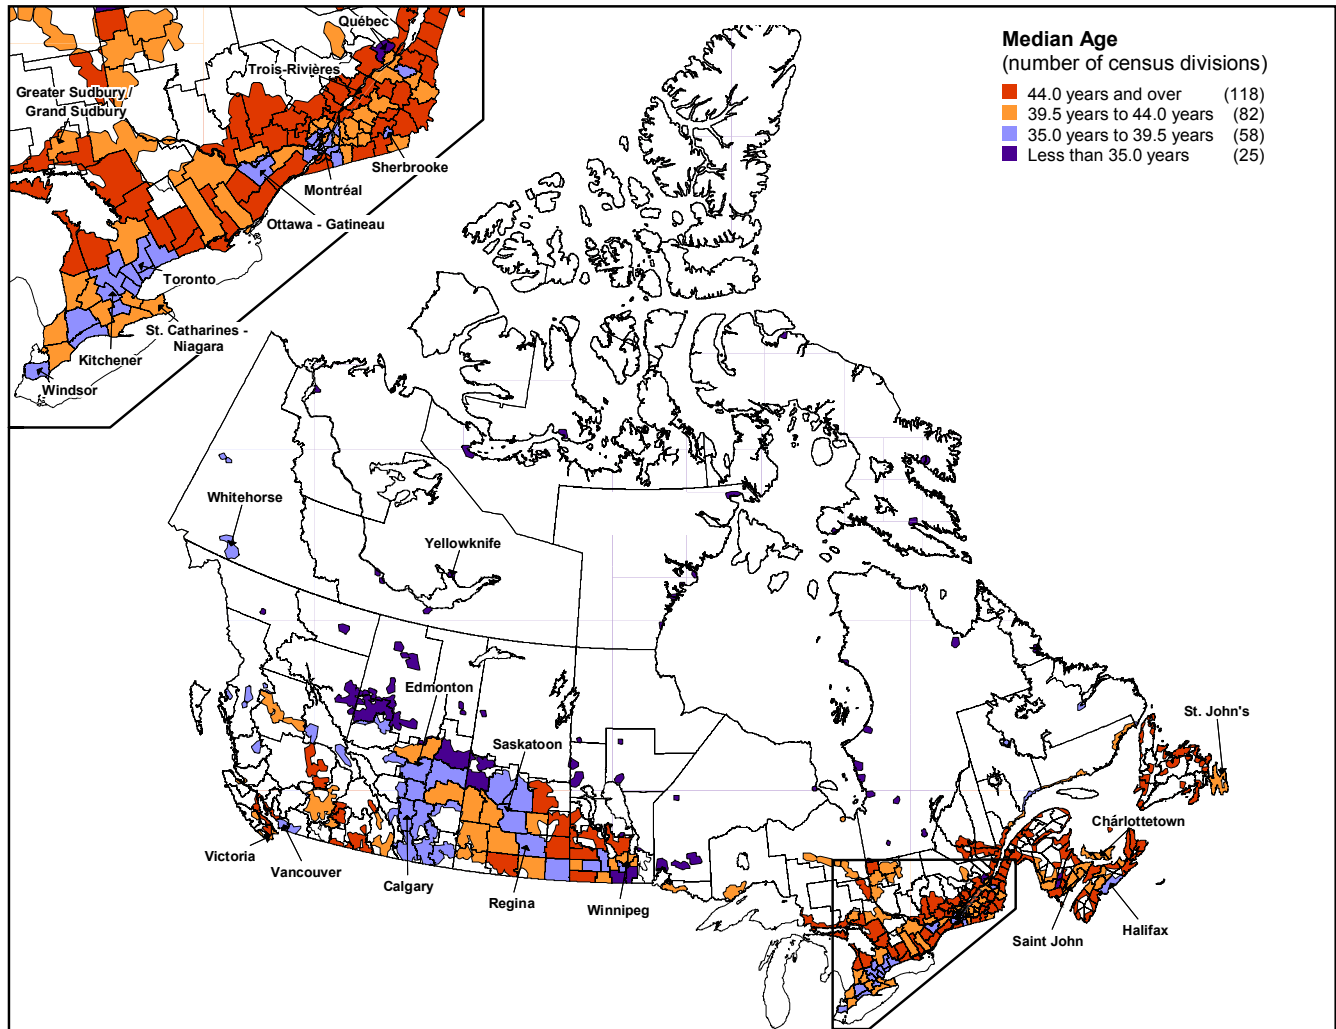 Median Age
(number of census divisions)
44.0 years and over (118)
39.5 years to 44.0 years (82)
35.0 years to 39.5 years (58)
Less than 35.0 years (25)
Québec
Trois-Rivières
Greater Sudbury /
Grand Sudbury
Sherbrooke
Montréal
Ottawa - Gatineau
Toronto
St. Catharines -
Niagara
Kitchener
Windsor
Whitehorse
Yellowknife
Edmonton
Saskatoon
St. John's
Chárlottetown
Victoria
Vancouver
Calgary
Regina
Winnipeg
Saint John
Halifax